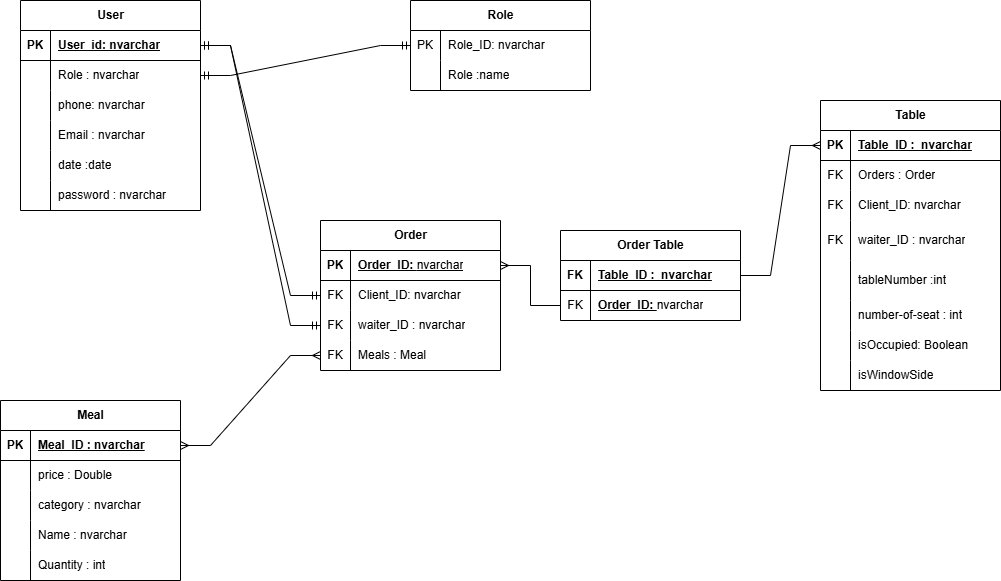 User
PK User_id: nvarchar
Role : nvarchar
phone: nvarchar
Email : nvarchar
date :date
password : nvarchar
Role
PK Role_ID: nvarchar
Role :name
Table
PK Table_ID : nvarchar
FK Orders : Order
FK Client_ID: nvarchar
FK waiter_ID : nvarchar
tableNumber :int
number-of-seat : int
isOccupied: Boolean
isWindowSide
Order
PK Order_ID: nvarchar
FK Client_ID: nvarchar
FK waiter_ID : nvarchar
FK Meals : Meal
Order Table
FK Table_ID : nvarchar
FK Order_ID: nvarchar
Meal
PK Meal_ID : nvarchar
price : Double
category : nvarchar
Name : nvarchar
Quantity : int